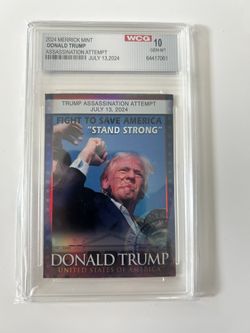 2024 MERRICK MINT
DONALD TRUMP
ASSASSINATION ATTEMPT
JULY 13,2024
WCG
10
GEM-MT
64417061
TRUMP ASSASSINATION ATTEMPT
JULY 13, 2024
FIGHT TO SAVE AMERICA
"STAND STRONG"
DONALD TRUMP
UNITED STATES OF AMERICA